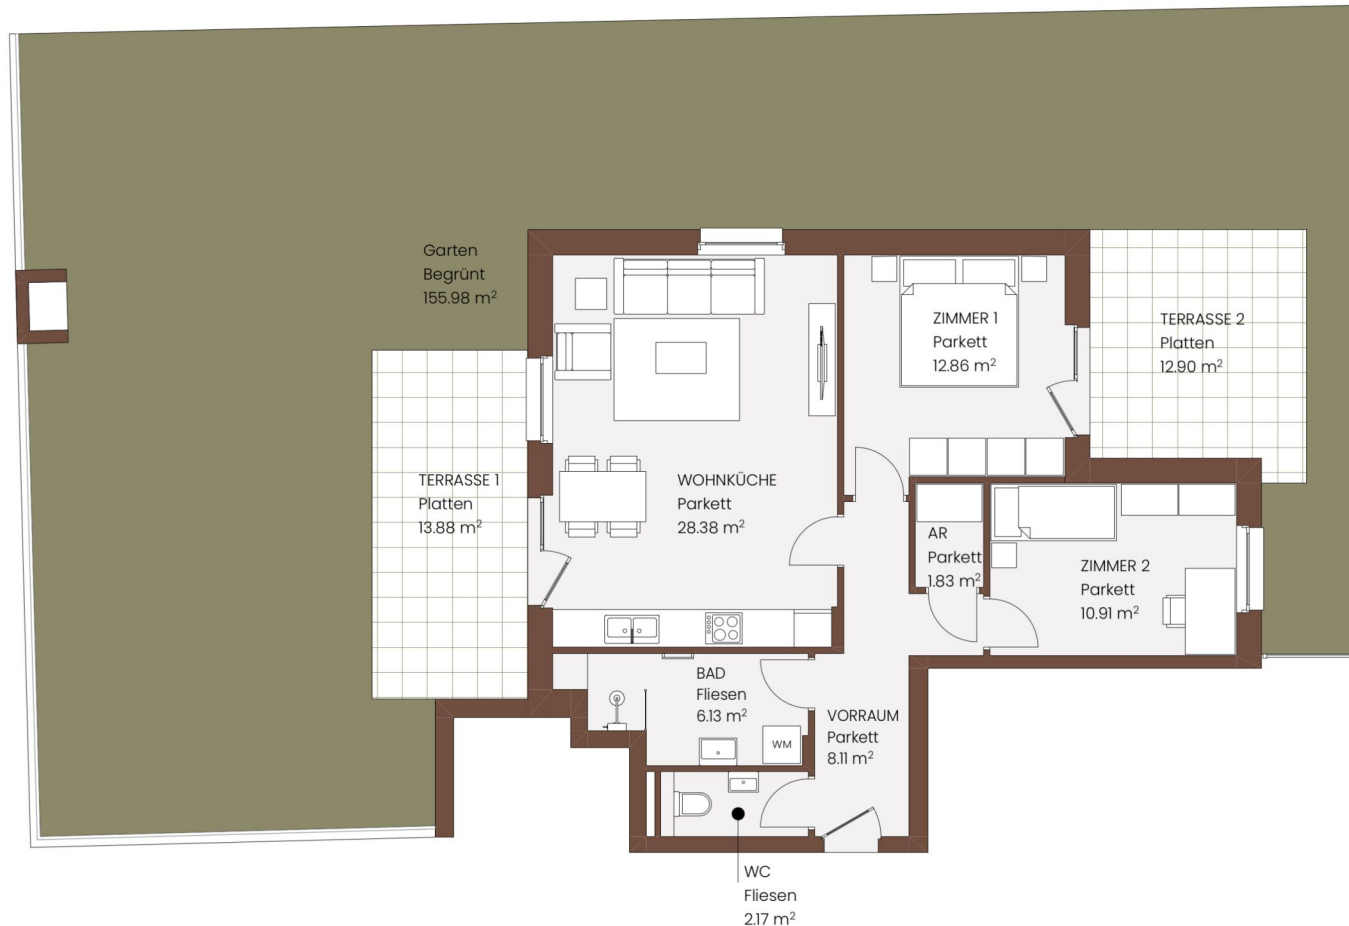 Garten
Begrünt
155.98 m²
ZIMMER 1
Parkett
12.86 m²
TERRASSE 2
Platten
12.90 m²
TERRASSE 1
Platten
13.88 m²
WOHNKÜCHE
Parkett
28.38 m²
AR
Parkett
1.83 m²
ZIMMER 2
Parkett
10.91 m²
BAD
Fliesen
6.13 m²
WM
VORRAUM
Parkett
8.11 m²
WC
Fliesen
2.17 m²